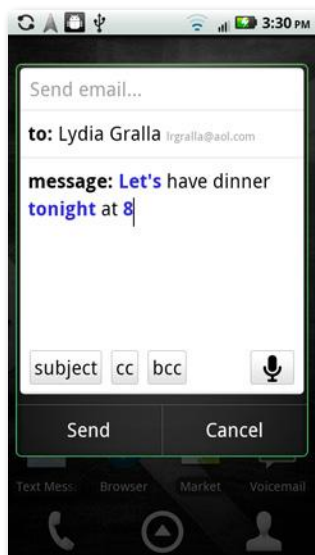 3:30 PM
Send email...
to: Lydia Gralla lrgralla@aol.com
message: Let's have dinner
tonight at 8
subject cc bcc
Send Cancel
Text Mess. Browser Market Voicemail